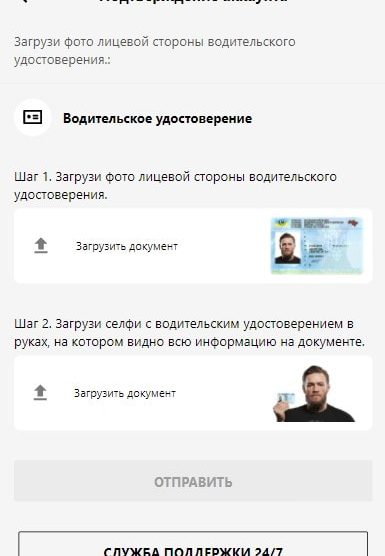 Подтверждение аккаунта
Загрузи фото лицевой стороны водительского
удостоверения.:
Водительское удостоверение
Шаг 1. Загрузи фото лицевой стороны водительского
удостоверения.
Загрузить документ
Шаг 2. Загрузи селфи с водительским удостоверением в
руках, на котором видно всю информацию на документе.
Загрузить документ
ОТПРАВИТЬ
СЛУЖБА ПОДДЕРЖКИ 24/7